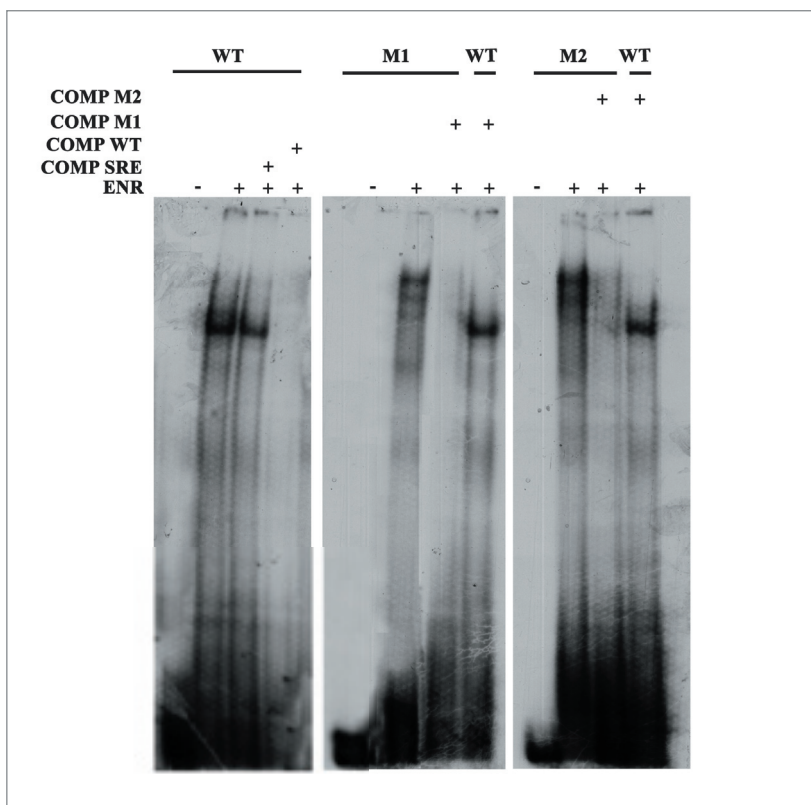 WT M1 WT M2 WT
COMP M2 + +
COMP M1 + +
COMP WT +
COMP SRE +
ENR - + + + - + + + - + + +